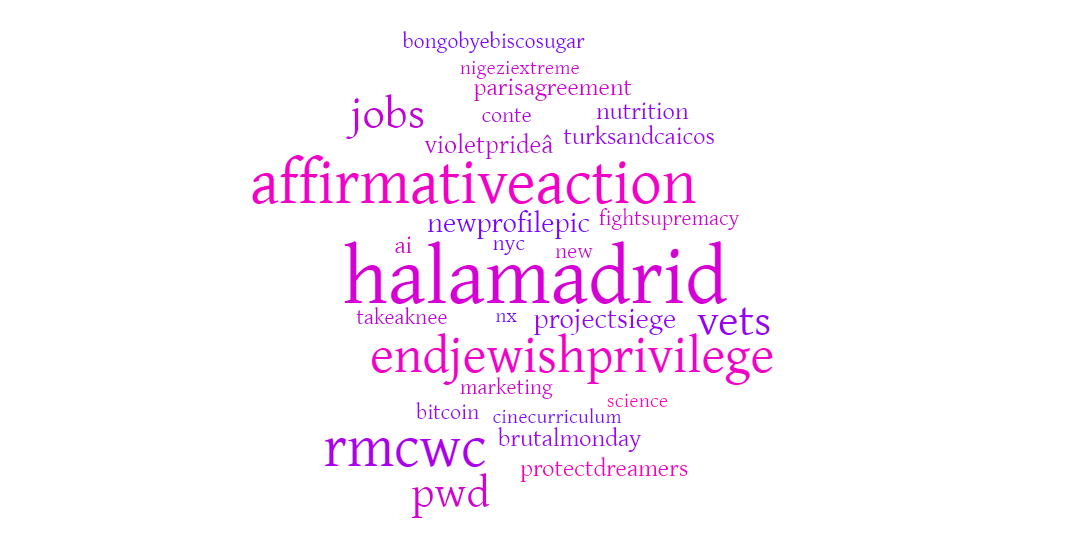 bongobyebiscosugar
nigeziextreme
parisagreement
jobs conte nutrition
violetprideâ turksandcaicos
affirmativeaction
newprofilepic fightsupremacy
ai nyc new
halamadrid
takeaknee nx projectsiege vets
endjewishprivilege
marketing
science
bitcoin cinecurriculum
rmcwc brutalmonday
protectdreamers
pwd